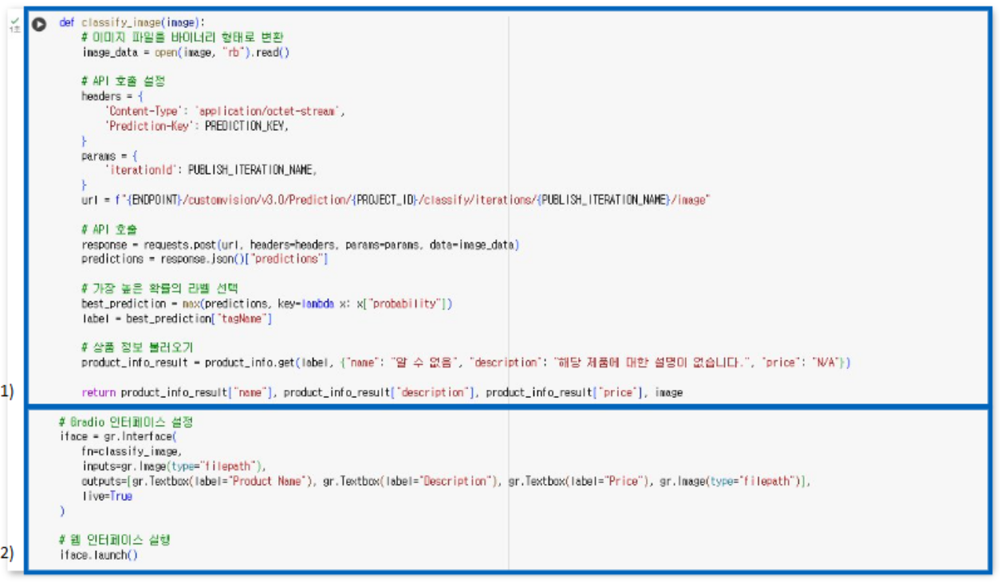 1초
def classify_image(image):
# 이미지 파일을 바이너리 형태로 변환
image_data = open(image, "rb").read()
# API 호출 설정
headers = {
'Content-Type': 'application/octet-stream',
'Prediction-Key': PREDICTION_KEY,
}
params = {
'iterationId': PUBLISH_ITERATION_NAME,
}
url = f"{ENDPOINT}/customvision/v3.0/Prediction/{PROJECT_ID}/classify/iterations/{PUBLISH_ITERATION_NAME}/image"
# API 호출
response = requests.post(url, headers=headers, params=params, data=image_data)
predictions = response.json()["predictions"]
# 가장 높은 확률의 라벨 선택
best_prediction = max(predictions, key=lambda x: x["probability"])
label = best_prediction["tagName"]
# 상품 정보 불러오기
product_info_result = product_info.get(label, {"name": "알 수 없음", "description": "해당 제품에 대한 설명이 없습니다.", "price": "N/A"})
1) return product_info_result["name"], product_info_result["description"], product_info_result["price"], image
# Gradio 인터페이스 설정
iface = gr.Interface(
fn=classify_image,
inputs=gr.Image(type="filepath"),
outputs=[gr.Textbox(label="Product Name"), gr.Textbox(label="Description"), gr.Textbox(label="Price"), gr.Image(type="filepath")],
live=True
)
# 웹 인터페이스 실행
2) iface.launch()